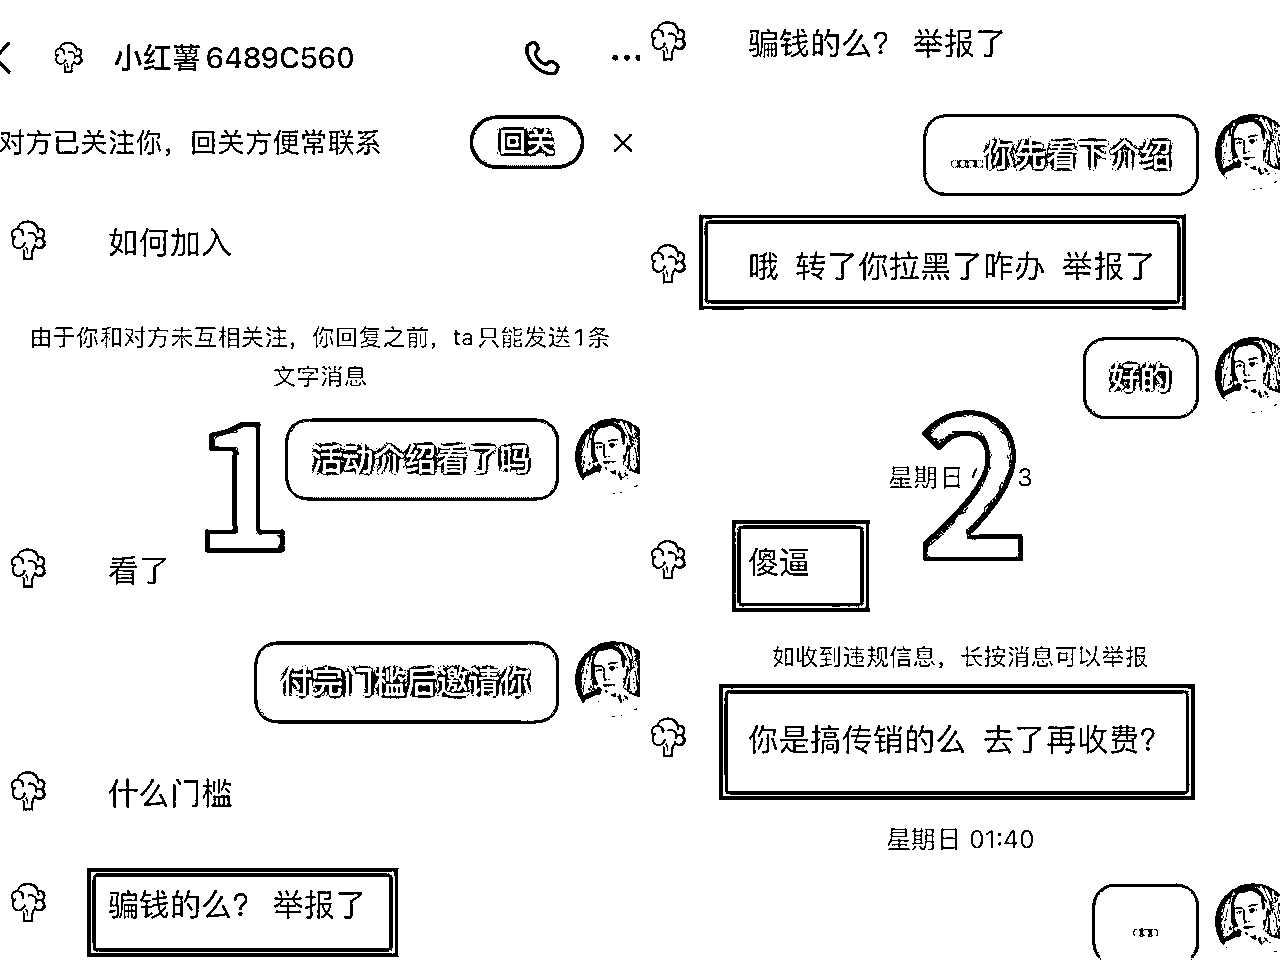 小红薯6489C560
对方已关注你，回关方便常联系
回关
如何加入
由于你和对方未互相关注，你回复之前，ta只能发送1条
文字消息
活动介绍看了吗
1
看了
付完门槛后邀请你
什么门槛
骗钱的么？ 举报了
骗钱的么？ 举报了
....你先看下介绍
哦 转了你拉黑了咋办 举报了
好的
星期日 3
2
傻逼
如收到违规信息，长按消息可以举报
你是搞传销的么 去了再收费？
星期日 01:40
...